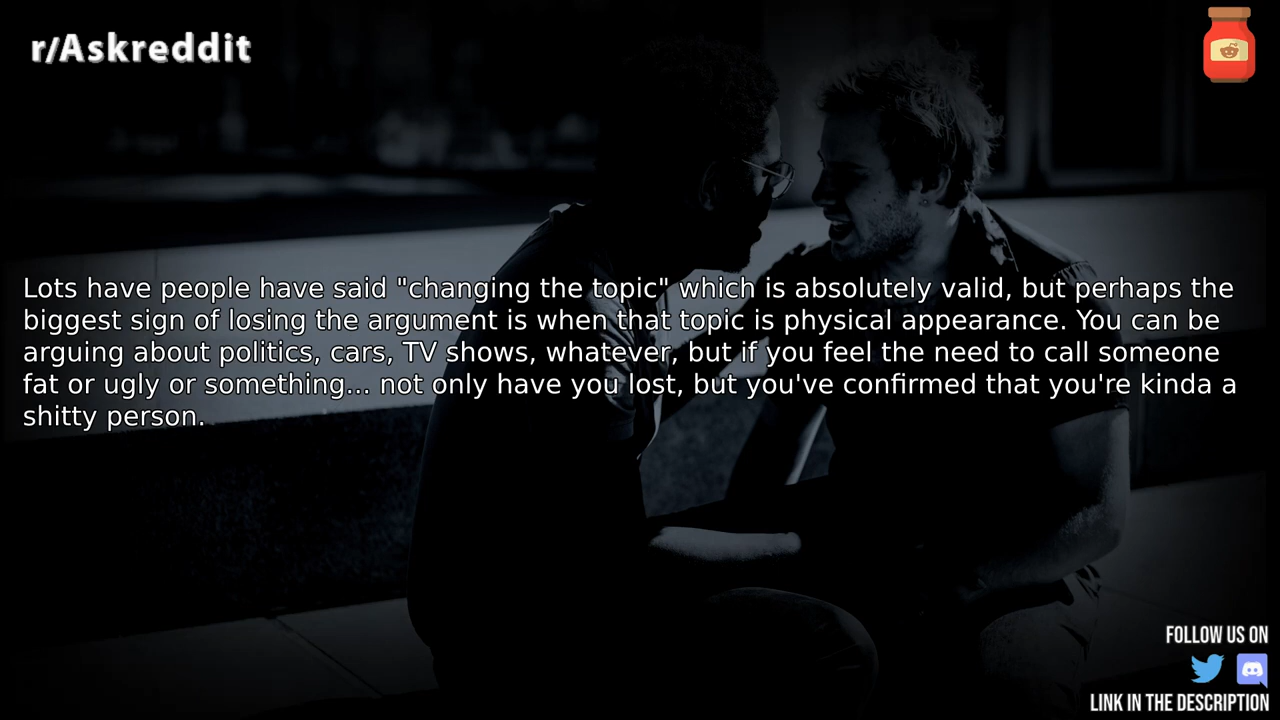 r/Askreddit
Lots have people have said "changing the topic" which is absolutely valid, but perhaps the
biggest sign of losing the argument is when that topic is physical appearance. You can be
arguing about politics, cars, TV shows, whatever, but if you feel the need to call someone
fat or ugly or something... not only have you lost, but you've confirmed that you're kinda a
shitty person.
FOLLOW US ON
LINK IN THE DESCRIPTION